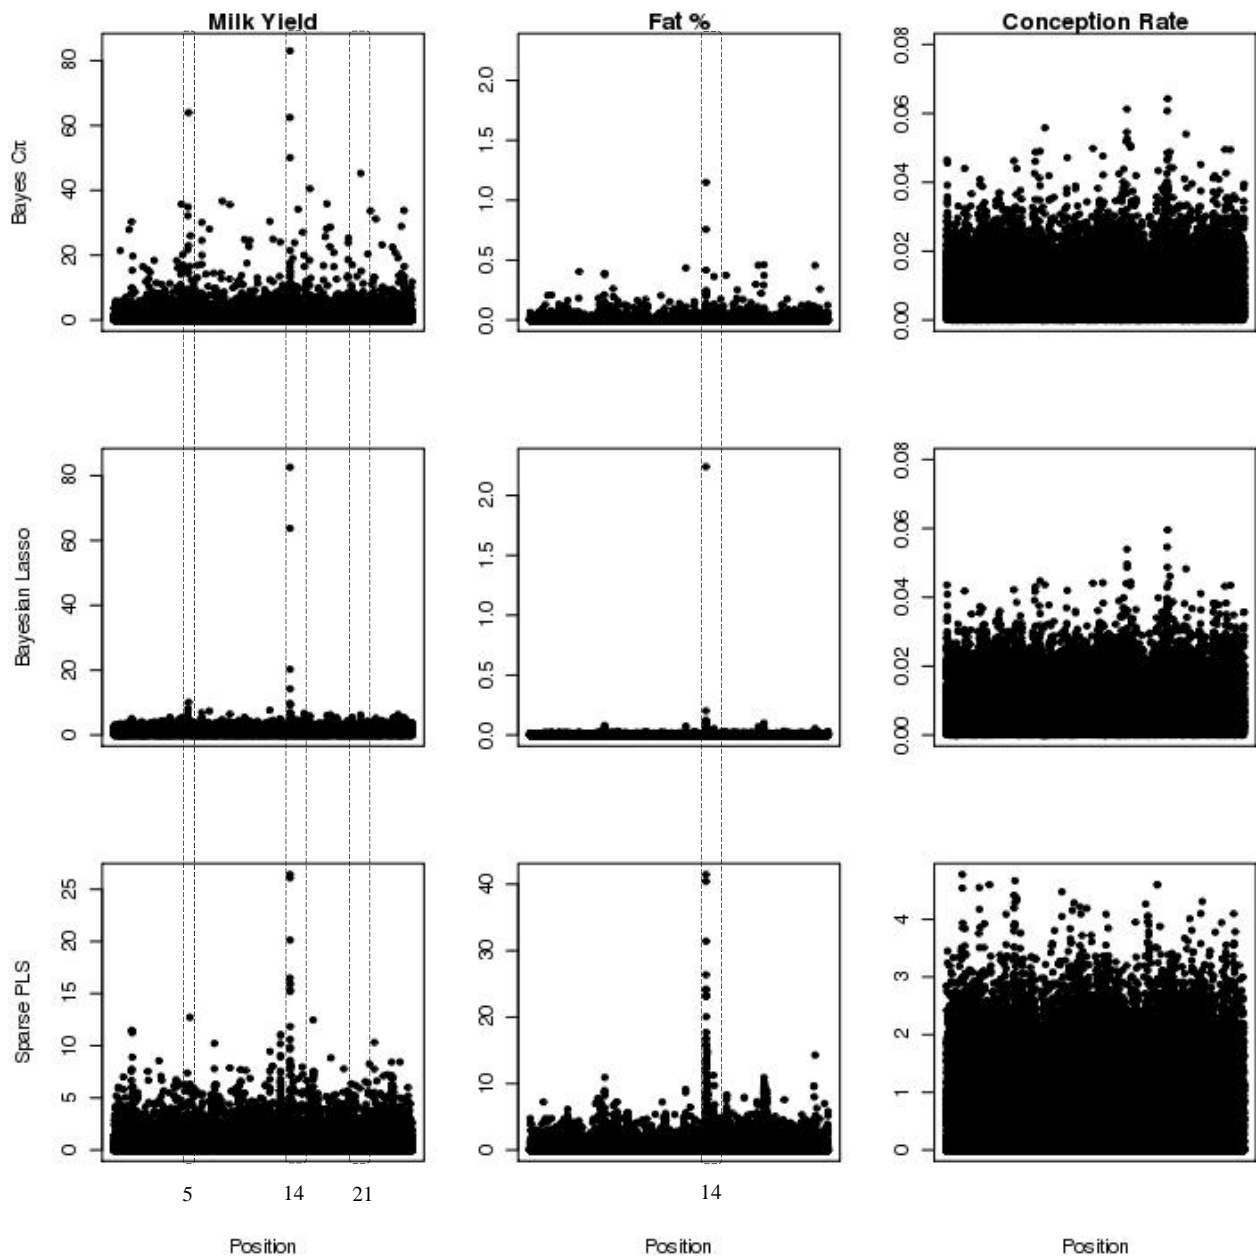 Milk Yield Fat % Conception Rate
Bayes Cπ
0 20 40 60 80
0.0 0.5 1.0 1.5 2.0
0.00 0.02 0.04 0.06 0.08
Bayesian Lasso
0 20 40 60 80
0.0 0.5 1.0 1.5 2.0
0.00 0.02 0.04 0.06 0.08
Sparse PLS
0 5 10 15 20 25
0 10 20 30 40
0 1 2 3 4
5 14 21 14
Position Position Position